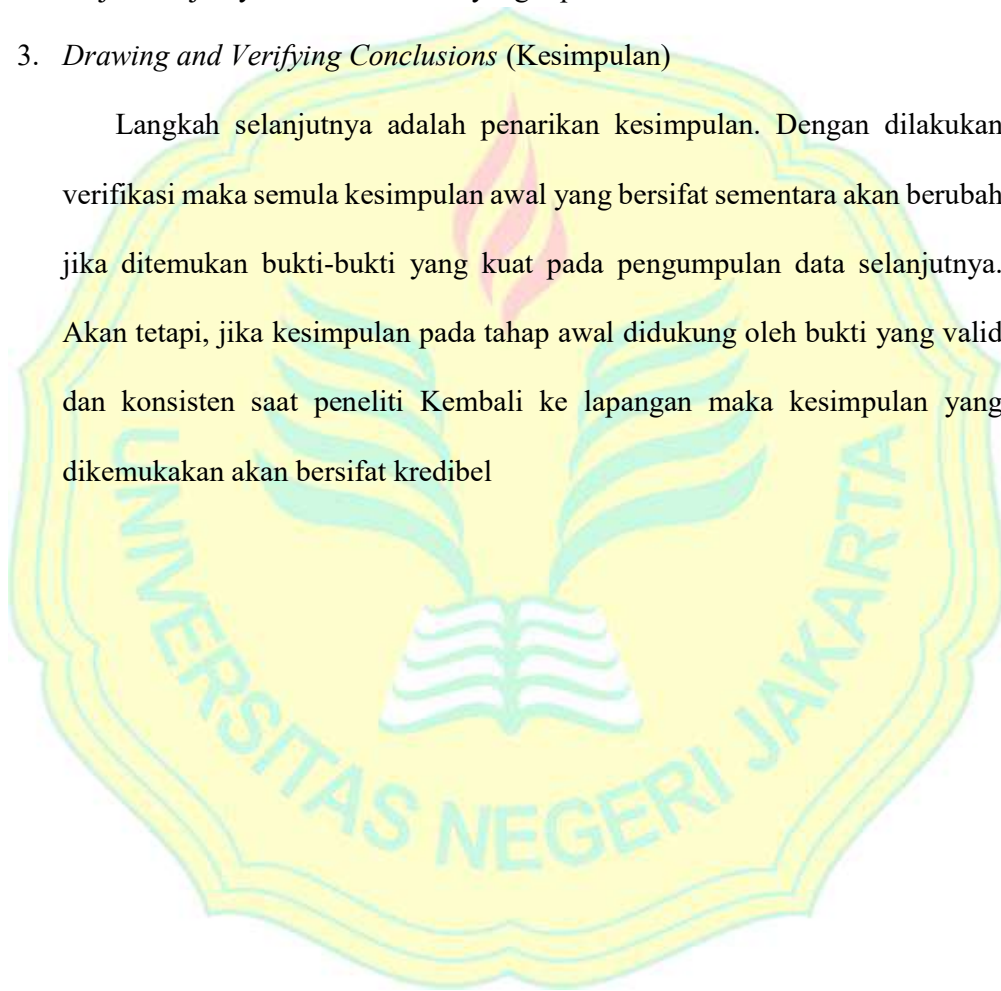 3. Drawing and Verifying Conclusions (Kesimpulan)
Langkah selanjutnya adalah penarikan kesimpulan. Dengan dilakukan
verifikasi maka semula kesimpulan awal yang bersifat sementara akan berubah
jika ditemukan bukti-bukti yang kuat pada pengumpulan data selanjutnya.
Akan tetapi, jika kesimpulan pada tahap awal didukung oleh bukti yang valid
dan konsisten saat peneliti Kembali ke lapangan maka kesimpulan yang
dikemukakan akan bersifat kredibel
UNIVERSITAS NEGERI JAKARTA